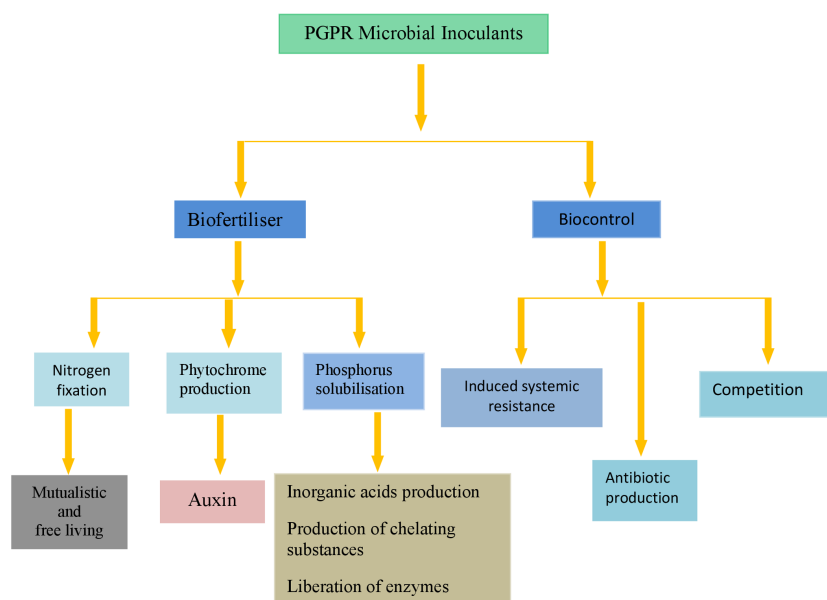 PGPR Microbial Inoculants
Biofertiliser
Biocontrol
Nitrogen
fixation
Phytochrome
production
Phosphorus
solubilisation
Induced systemic
resistance
Competition
Mutualistic
and
free living
Auxin
Inorganic acids production
Production of chelating
substances
Liberation of enzymes
Antibiotic
production